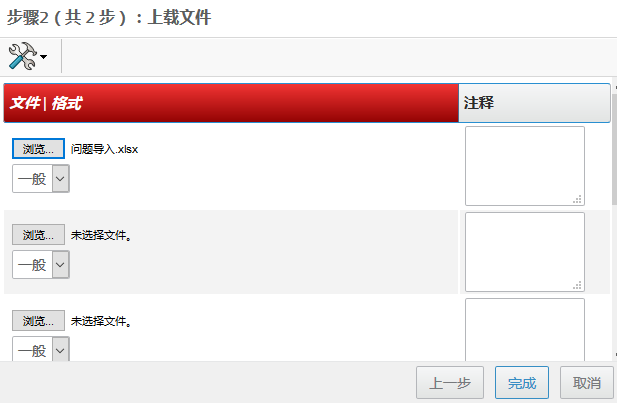 步骤2（共 2 步）：上载文件
文件 | 格式 注释
浏览... 问题导入.xlsx
一般
浏览... 未选择文件。
一般
浏览... 未选择文件。
一般
上一步 完成 取消